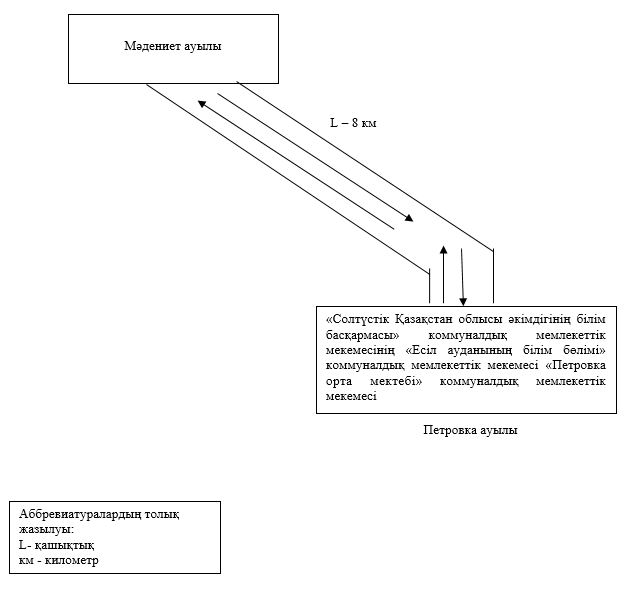 Мәдениет ауылы
L – 8 км
«Солтүстік Қазақстан облысы әкімдігінің білім
басқармасы» коммуналдық мемлекеттік
мекемесінің «Есіл ауданының білім бөлімі»
коммуналдық мемлекеттік мекемесі «Петровка
орта мектебі» коммуналдық мемлекеттік
мекемесі
Петровка ауылы
Аббревиатуралардың толық
жазылуы:
L- қашықтық
км - километр